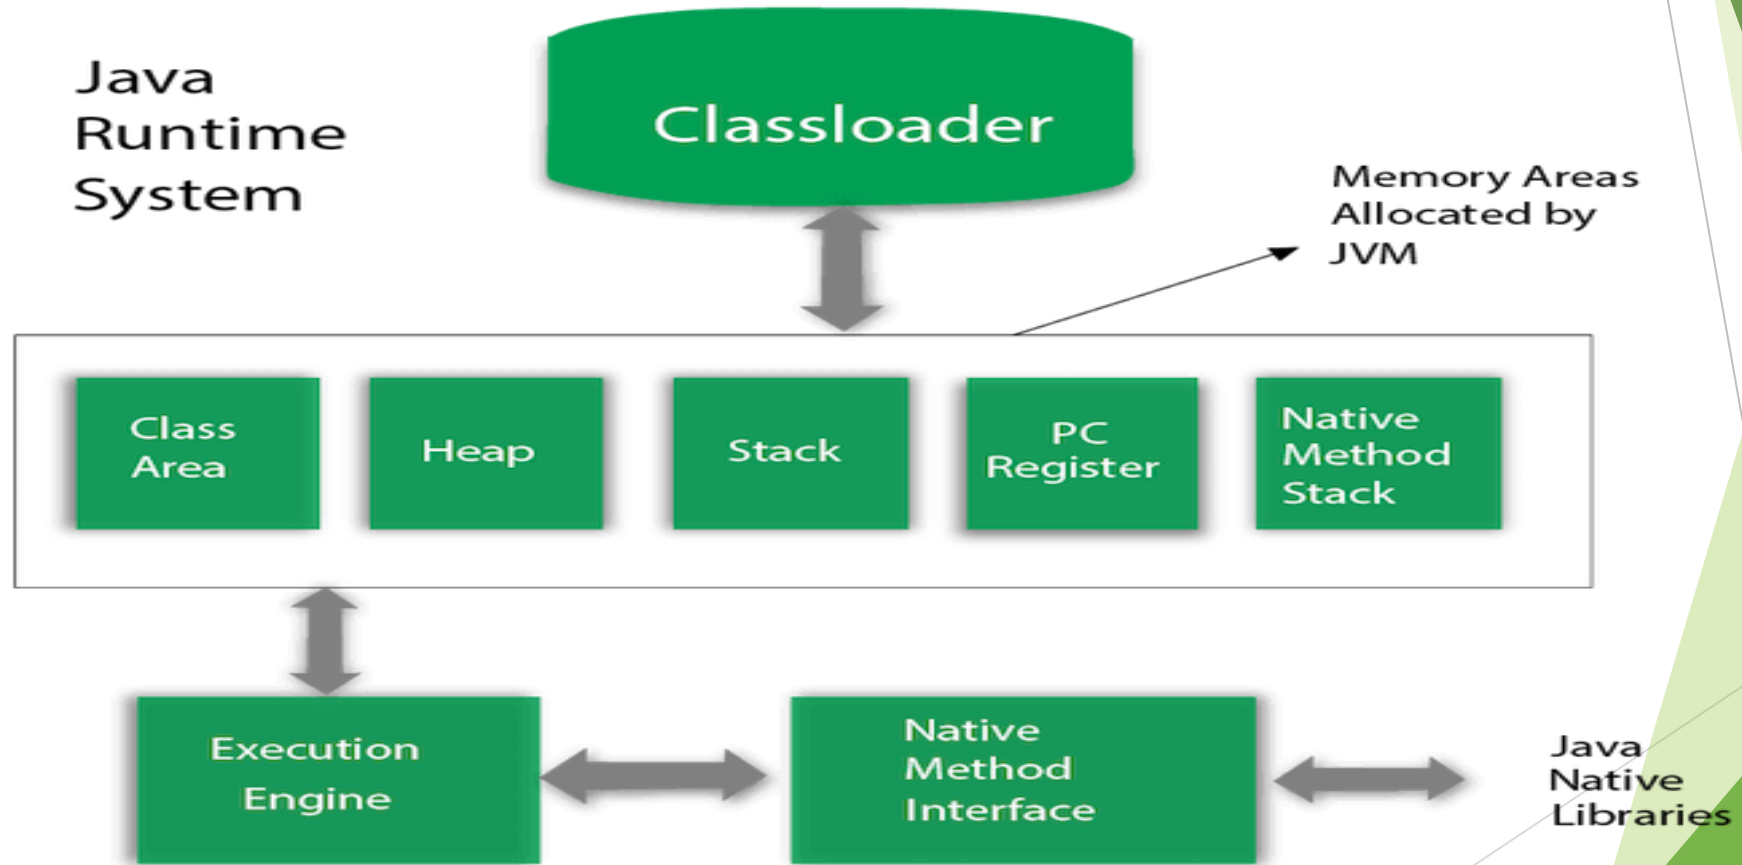 Java
Runtime
System
Classloader
Memory Areas
Allocated by
JVM
Class
Area
Heap
Stack
PC
Register
Native
Method
Stack
Execution
Engine
Native
Method
Interface
Java
Native
Libraries